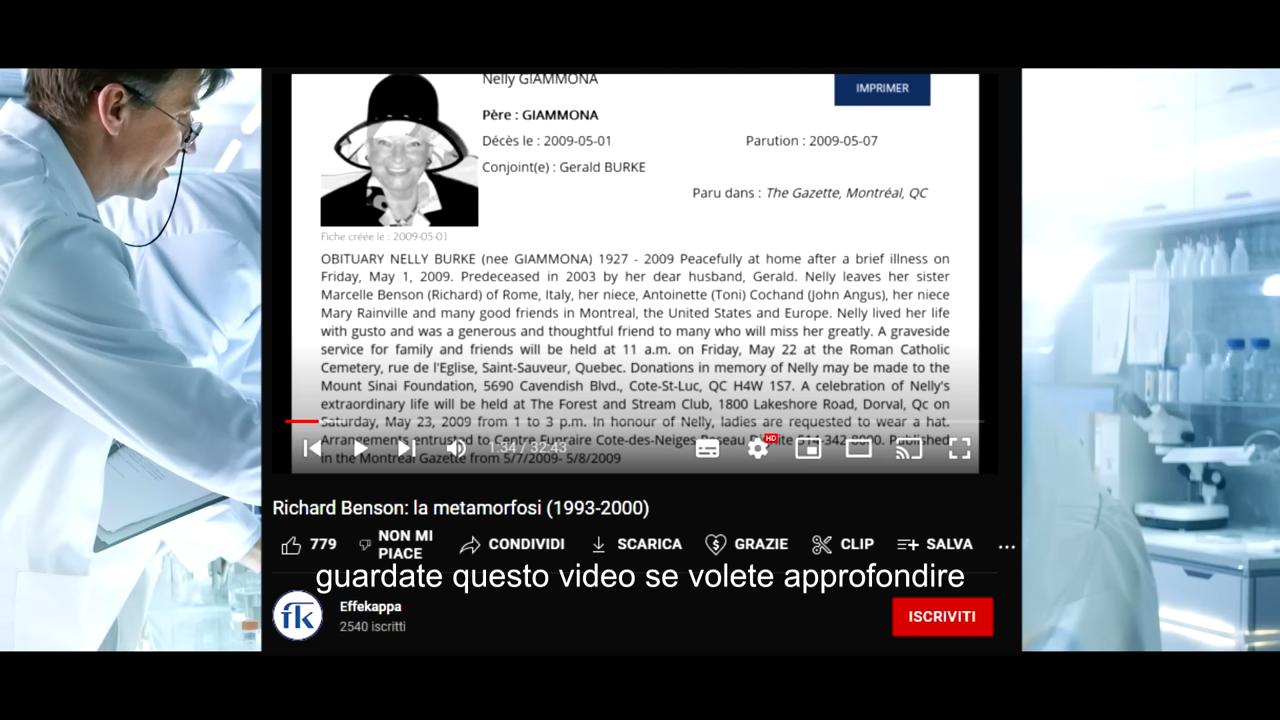 Nelly GIAMMONA
IMPRIMER
Père : GIAMMONA
Décès le : 2009-05-01
Parution : 2009-05-07
Conjoint(e) : Gerald BURKE
Paru dans : The Gazette, Montréal, QC
Fiche créée le : 2009-05-01
OBITUARY NELLY BURKE (nee GIAMMONA) 1927 - 2009 Peacefully at home after a brief illness on
Friday, May 1, 2009. Predeceased in 2003 by her dear husband, Gerald. Nelly leaves her sister
Marcelle Benson (Richard) of Rome, Italy, her niece, Antoinette (Toni) Cochand (John Angus), her niece
Mary Rainville and many good friends in Montreal, the United States and Europe. Nelly lived her life
with gusto and was a generous and thoughtful friend to many who will miss her greatly. A graveside
service for family and friends will be held at 11 a.m. on Friday, May 22 at the Roman Catholic
Cemetery, rue de l'Eglise, Saint-Sauveur, Quebec. Donations in memory of Nelly may be made to the
Mount Sinai Foundation, 5690 Cavendish Blvd., Cote-St-Luc, QC H4W 1S7. A celebration of Nelly's
extraordinary life will be held at The Forest and Stream Club, 1800 Lakeshore Road, Dorval, Qc on
Saturday, May 23, 2009 from 1 to 3 p.m. In honour of Nelly, ladies are requested to wear a hat.
Arrangements entrusted to Centre Funraire Cote-des-Neiges 514-342-8000. Published
in the Montreal Gazette from 5/7/2009- 5/8/2009
1:34 / 32:43
HD
Richard Benson: la metamorfosi (1993-2000)
779
NON MI
PIACE
CONDIVIDI
SCARICA
GRAZIE
CLIP
SALVA
guardate questo video se volete approfondire
fk
Effekappa
2540 iscritti
ISCRIVITI